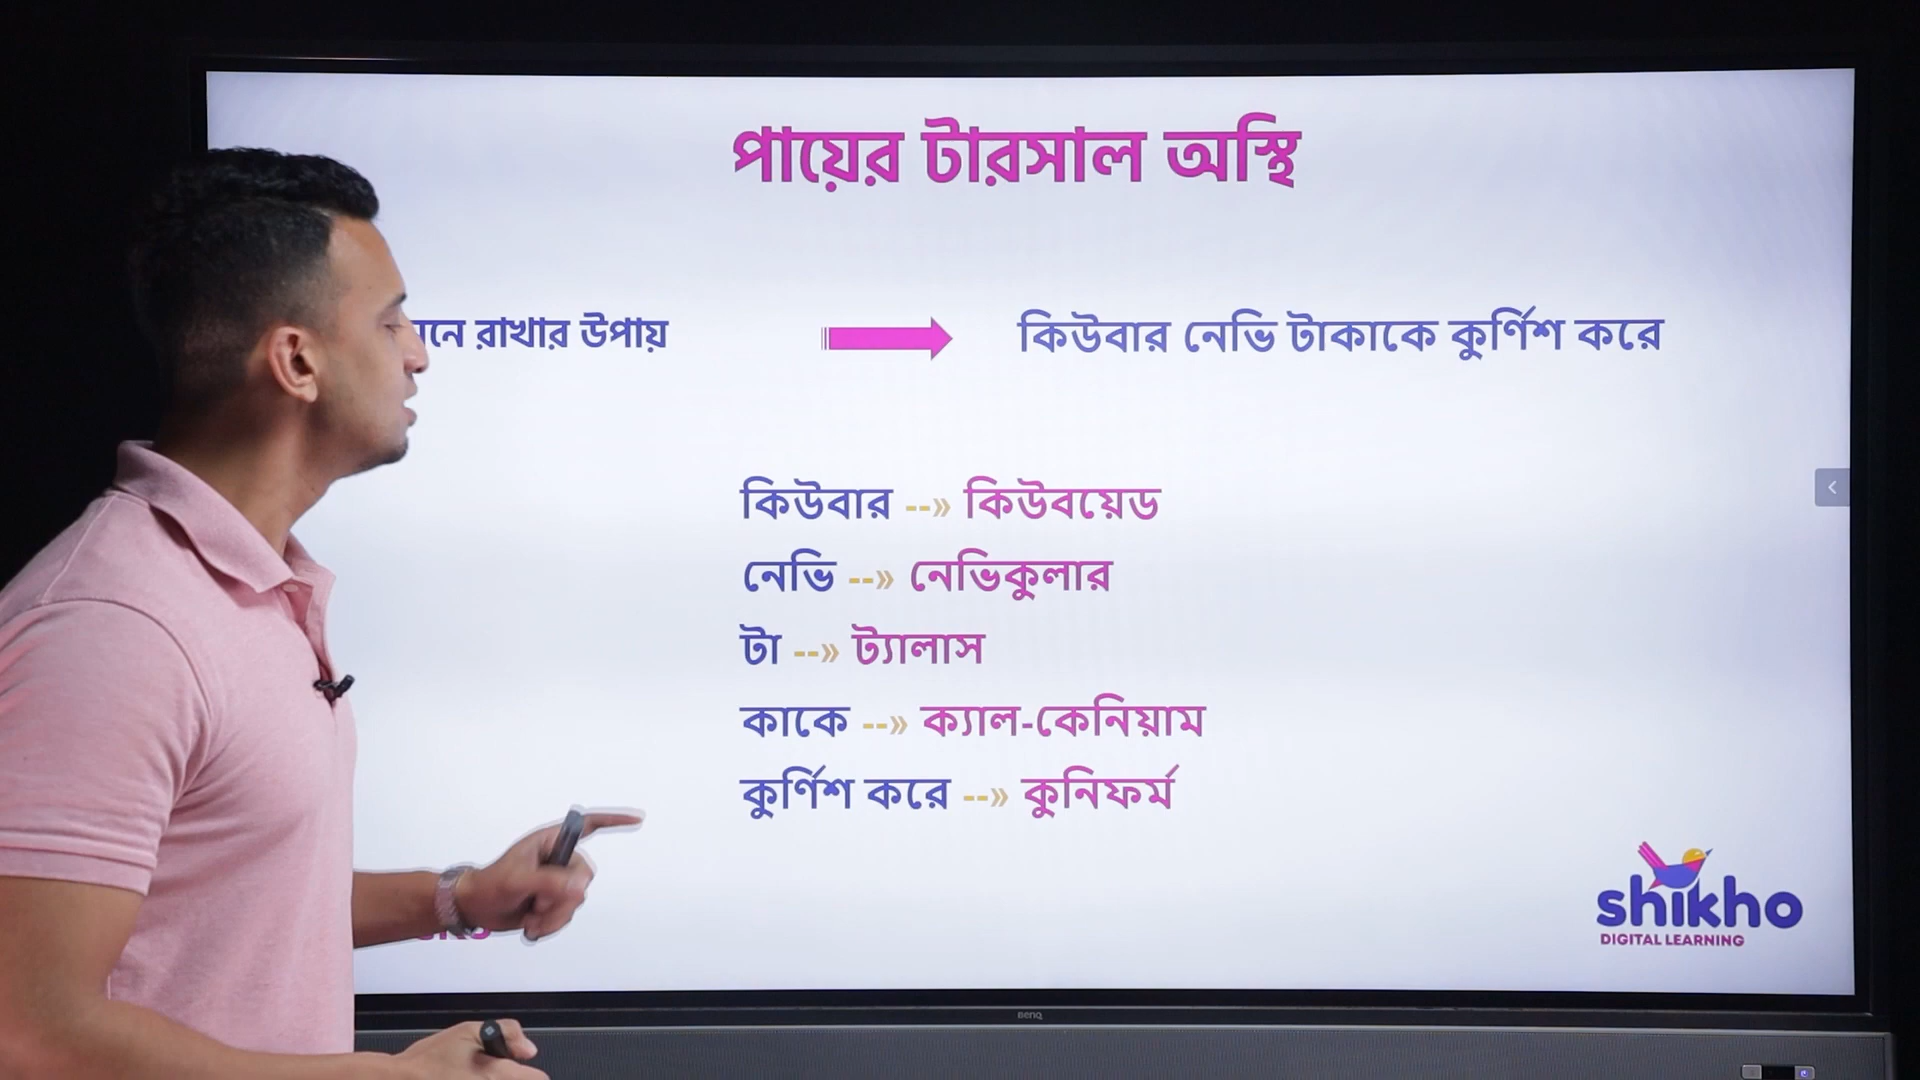 পায়ের টারসাল অস্থি
রাখার উপায়
কিউবার নেভি টাকাকে কুর্ণিশ করে
কিউবার --» কিউবয়েড
নেভি --» নেভিকুলার
টা --» ট্যালাস
কাকে --» ক্যাল-কেনিয়াম
কুর্ণিশ করে --» কুনিফর্ম
shikho
DIGITAL LEARNING
BenQ